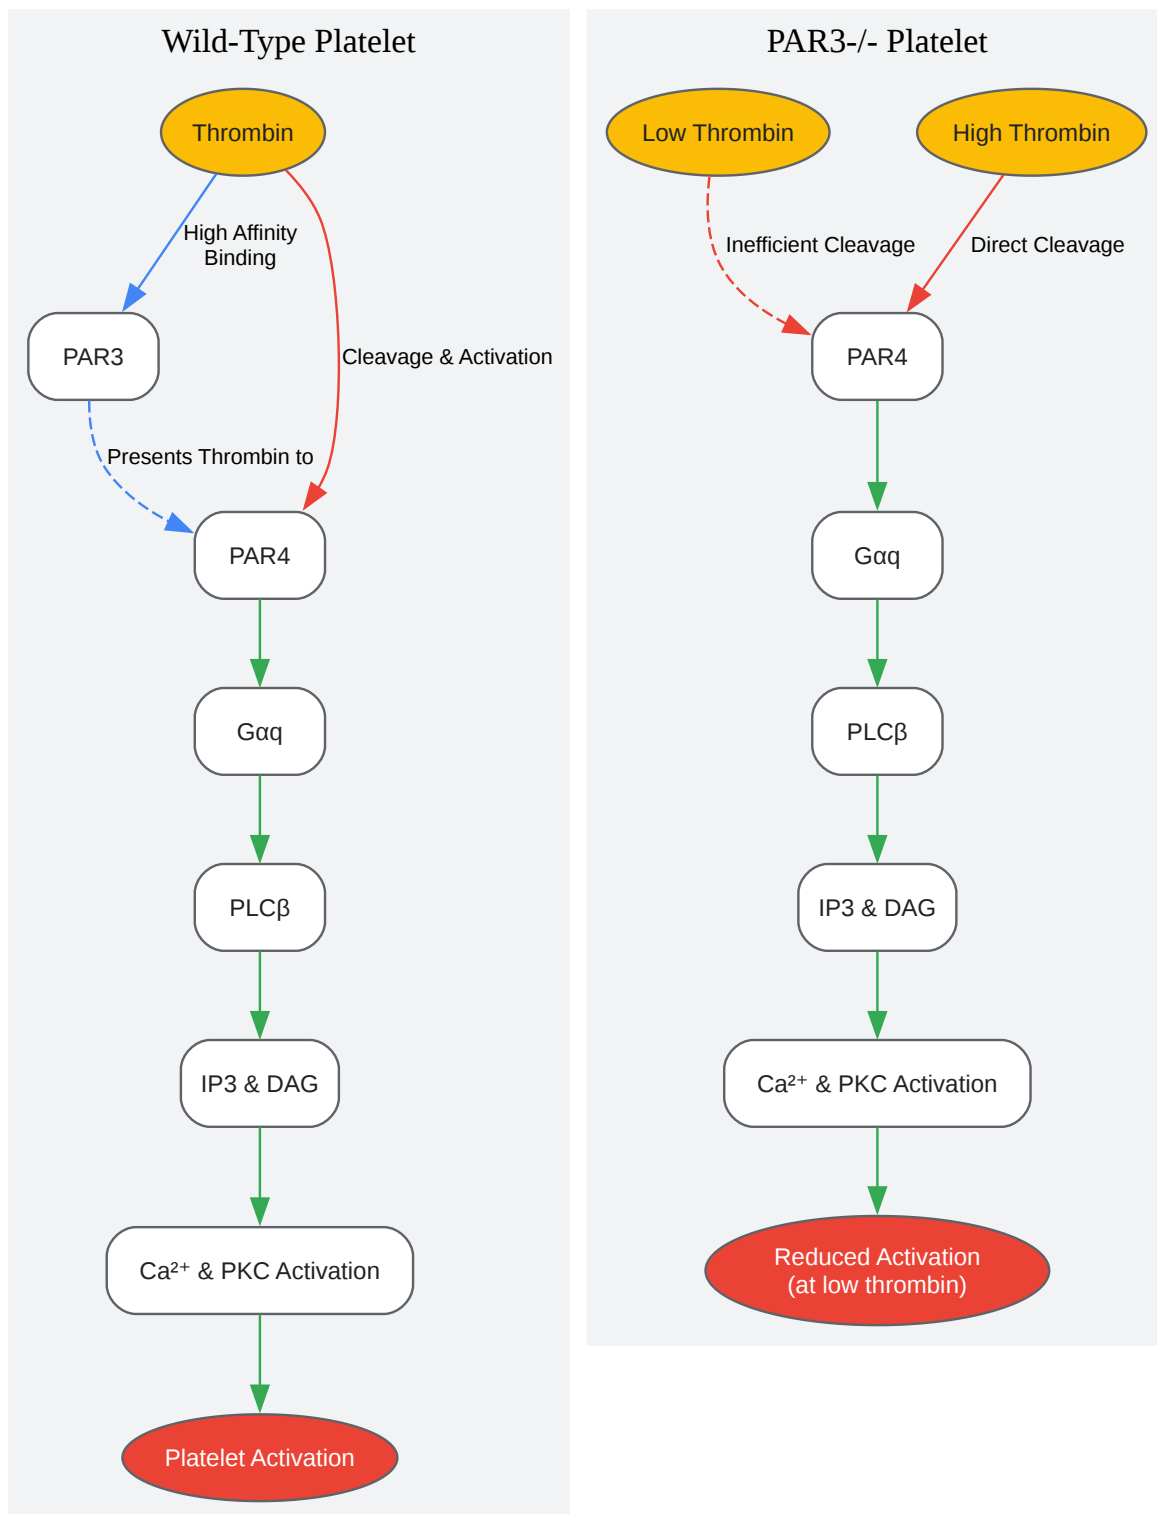 Wild-Type Platelet
Thrombin
High Affinity
Binding
PAR3
Cleavage & Activation
Presents Thrombin to
PAR4
Gαq
PLCβ
IP3 & DAG
Ca²⁺ & PKC Activation
Platelet Activation
PAR3-/- Platelet
Low Thrombin
High Thrombin
Inefficient Cleavage
Direct Cleavage
PAR4
Gαq
PLCβ
IP3 & DAG
Ca²⁺ & PKC Activation
Reduced Activation
(at low thrombin)